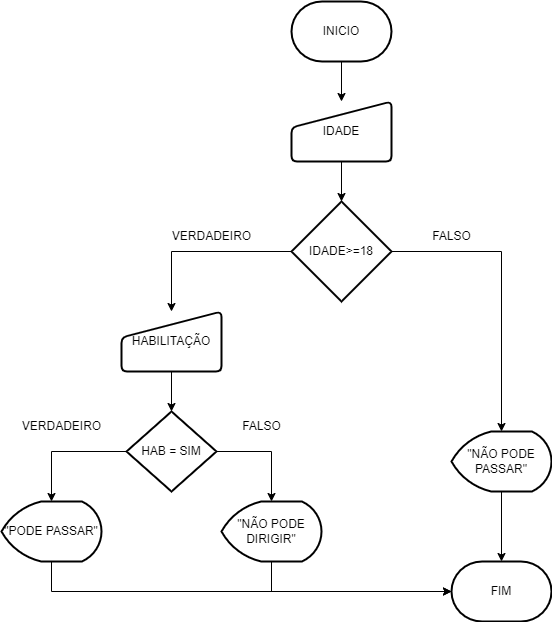 INICIO
IDADE
VERDADEIRO
FALSO
IDADE>=18
HABILITAÇÃO
VERDADEIRO
FALSO
HAB = SIM
"NÃO PODE
PASSAR"
"PODE PASSAR"
"NÃO PODE
DIRIGIR"
FIM